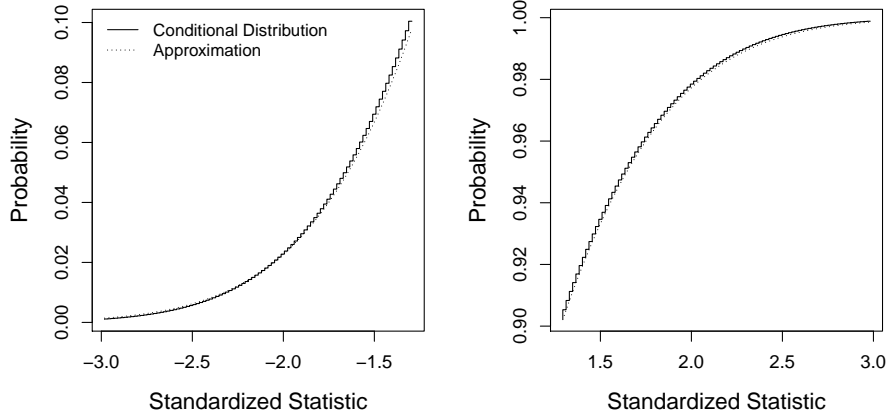 Conditional Distribution
Approximation
Probability
0.00
0.02
0.04
0.06
0.08
0.10
−3.0 −2.5 −2.0 −1.5
Standardized Statistic
Probability
0.90
0.92
0.94
0.96
0.98
1.00
1.5 2.0 2.5 3.0
Standardized Statistic